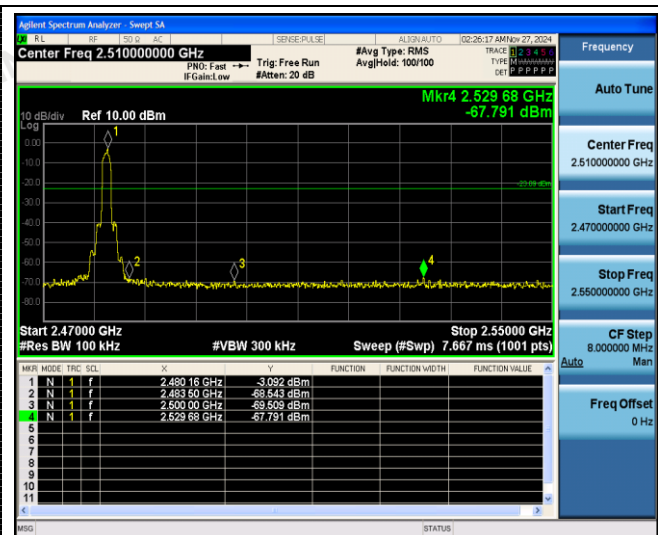 Agilent Spectrum Analyzer - Swept SA
RL RF 50 Ω AC SENSE:PULSE ALIGNAUTO 02:26:17 AMNov 27, 2024
Center Freq 2.510000000 GHz #Avg Type: RMS TRACE 1 2 3 4 5 6
PNO: Fast Trig: Free Run Avg|Hold: 100/100 TYPE M
IFGain:Low #Atten: 20 dB DET P P P P P P
Mkr4 2.529 68 GHz
10 dB/div Ref 10.00 dBm -67.791 dBm
Log
1
0.00
-10.0
-20.0 -23.09 dBm
-30.0
-40.0
-50.0
-60.0 2 3 4
-70.0
-80.0
Start 2.47000 GHz Stop 2.55000 GHz
#Res BW 100 kHz #VBW 300 kHz Sweep (#Swp) 7.667 ms (1001 pts)
MKR MODE TRC SCL X Y FUNCTION FUNCTION WIDTH FUNCTION VALUE
1 N 1 f 2.480 16 GHz -3.092 dBm
2 N 1 f 2.483 50 GHz -68.543 dBm
3 N 1 f 2.500 00 GHz -69.509 dBm
4 N 1 f 2.529 68 GHz -67.791 dBm
5
6
7
8
9
10
11
MSG STATUS
Frequency
Auto Tune
Center Freq
2.510000000 GHz
Start Freq
2.470000000 GHz
Stop Freq
2.550000000 GHz
CF Step
8.000000 MHz
Auto Man
Freq Offset
0 Hz